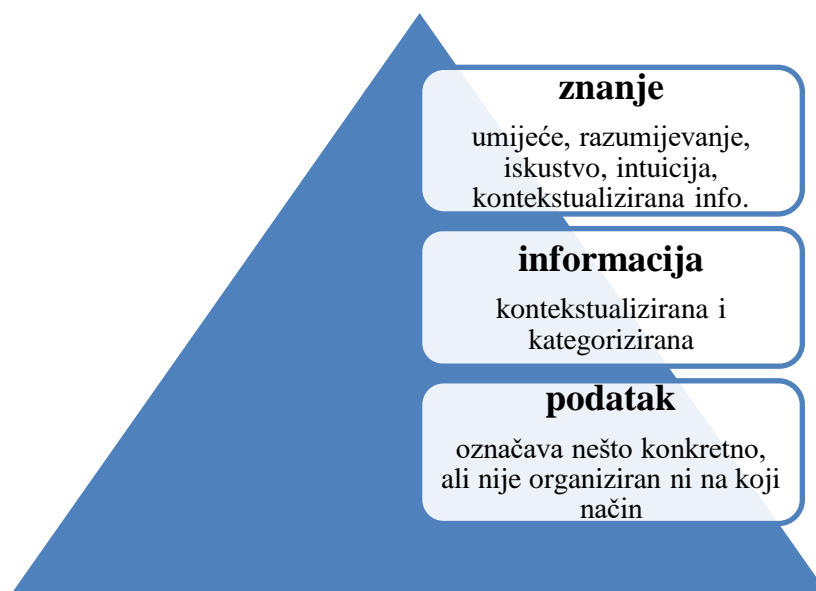 znanje
umijeće, razumijevanje,
iskustvo, intuicija,
kontekstualizirana info.
informacija
kontekstualizirana i
kategorizirana
podatak
označava nešto konkretno,
ali nije organiziran ni na koji
način